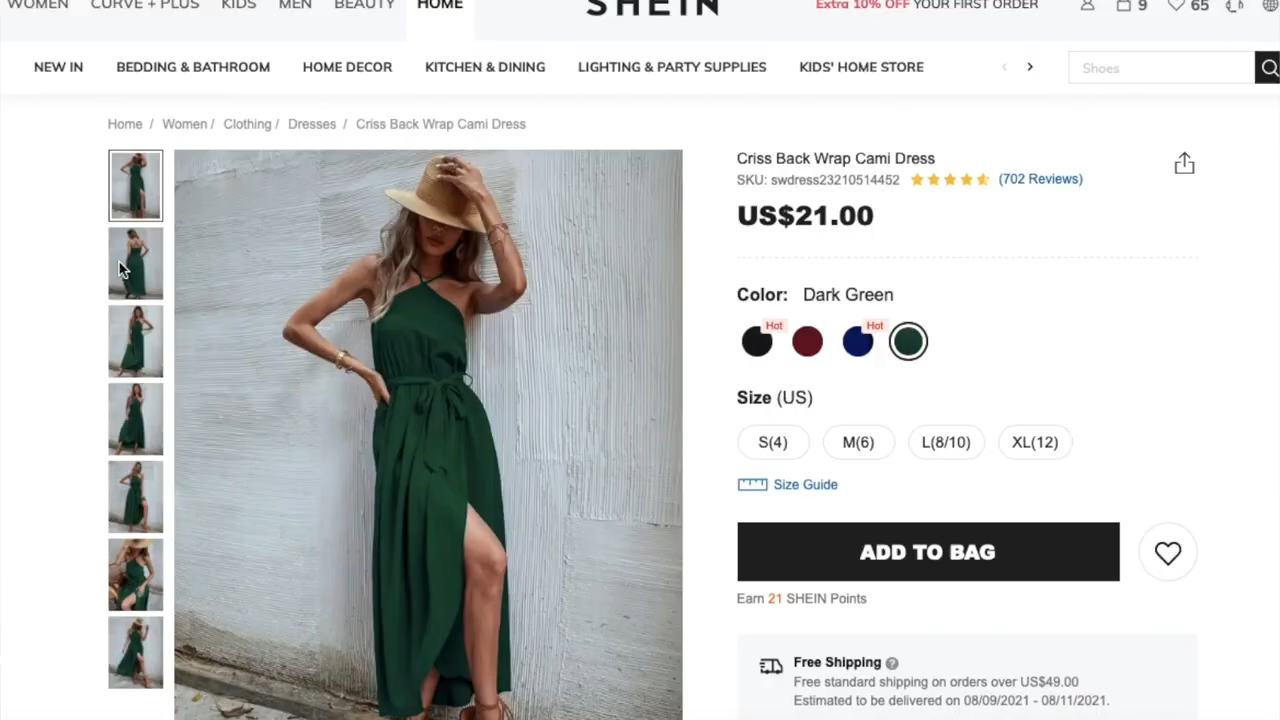 WOMEN CURVE + PLUS KIDS MEN BEAUTY HOME
SHEIN
Extra 10% OFF YOUR FIRST ORDER
9
65
NEW IN BEDDING & BATHROOM HOME DECOR KITCHEN & DINING LIGHTING & PARTY SUPPLIES KIDS' HOME STORE
Shoes
Home / Women / Clothing / Dresses / Criss Back Wrap Cami Dress
Criss Back Wrap Cami Dress
SKU: swdress23210514452 (702 Reviews)
US$21.00
Color: Dark Green
Hot Hot
Size (US)
S(4) M(6) L(8/10) XL(12)
Size Guide
ADD TO BAG
Earn 21 SHEIN Points
Free Shipping ?
Free standard shipping on orders over US$49.00
Estimated to be delivered on 08/09/2021 - 08/11/2021.